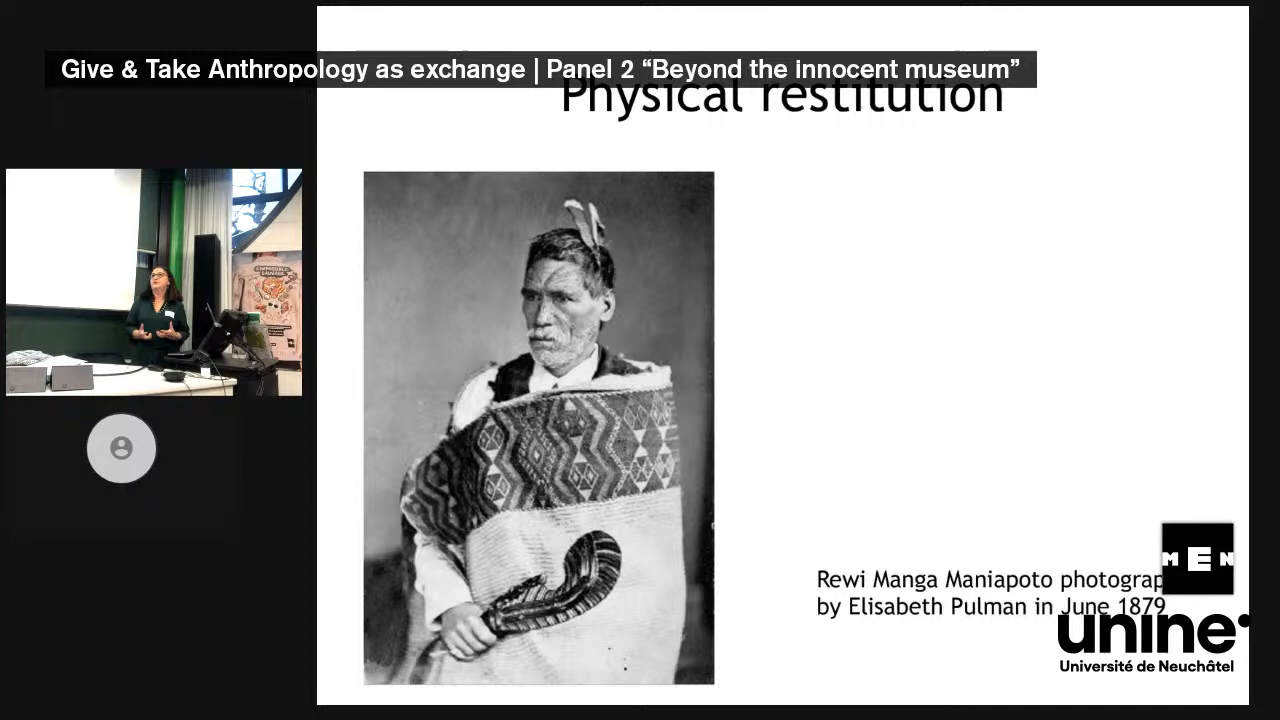 Give & Take Anthropology as exchange | Panel 2 “Beyond the innocent museum”
Physical restitution
Rewi Manga Maniapoto photograp
by Elisabeth Pulman in June 1879
MEN
unine
Université de Neuchâtel